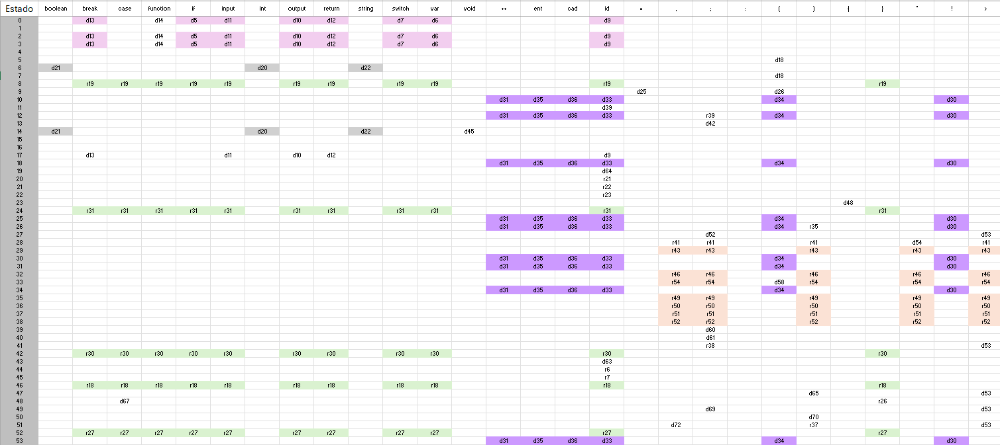 Estado boolean break case function if input int output return string switch var void ++ ent cad id = , ; : ( ) { } * ! >
0 d13 d14 d5 d11 d10 d12 d7 d6 d9
1
2 d13 d14 d5 d11 d10 d12 d7 d6 d9
3 d13 d14 d5 d11 d10 d12 d7 d6 d9
4
5 d18
6 d21 d20 d22
7 d18
8 r19 r19 r19 r19 r19 r19 r19 r19 r19 r19 r19
9 d25 d26
10 d31 d35 d36 d33 d34 d30
11 d39
12 d31 d35 d36 d33 r39 d34 d30
13 d42
14 d21 d20 d22 d45
15
16
17 d13 d11 d10 d12 d9
18 d31 d35 d36 d33 d34 d30
19 d64
20 r21
21 r22
22 r23
23 d48
24 r31 r31 r31 r31 r31 r31 r31 r31 r31 r31 r31
25 d31 d35 d36 d33 d34 d30
26 d31 d35 d36 d33 d34 r35 d30
27 d52 d53
28 r41 r41 r41 d54 r41
29 r43 r43 r43 r43 r43
30 d31 d35 d36 d33 d34 d30
31 d31 d35 d36 d33 d34 d30
32 r46 r46 r46 r46 r46
33 r54 r54 d58 r54 r54 r54
34 d31 d35 d36 d33 d34 d30
35 r49 r49 r49 r49 r49
36 r50 r50 r50 r50 r50
37 r51 r51 r51 r51 r51
38 r52 r52 r52 r52 r52
39 d60
40 d61
41 r38 d53
42 r30 r30 r30 r30 r30 r30 r30 r30 r30 r30 r30
43 d63
44 r6
45 r7
46 r18 r18 r18 r18 r18 r18 r18 r18 r18 r18 r18
47 d65 d53
48 d67 r26
49 d69 d53
50 d70
51 d72 r37 d53
52 r27 r27 r27 r27 r27 r27 r27 r27 r27 r27 r27
53 d31 d35 d36 d33 d34 d30